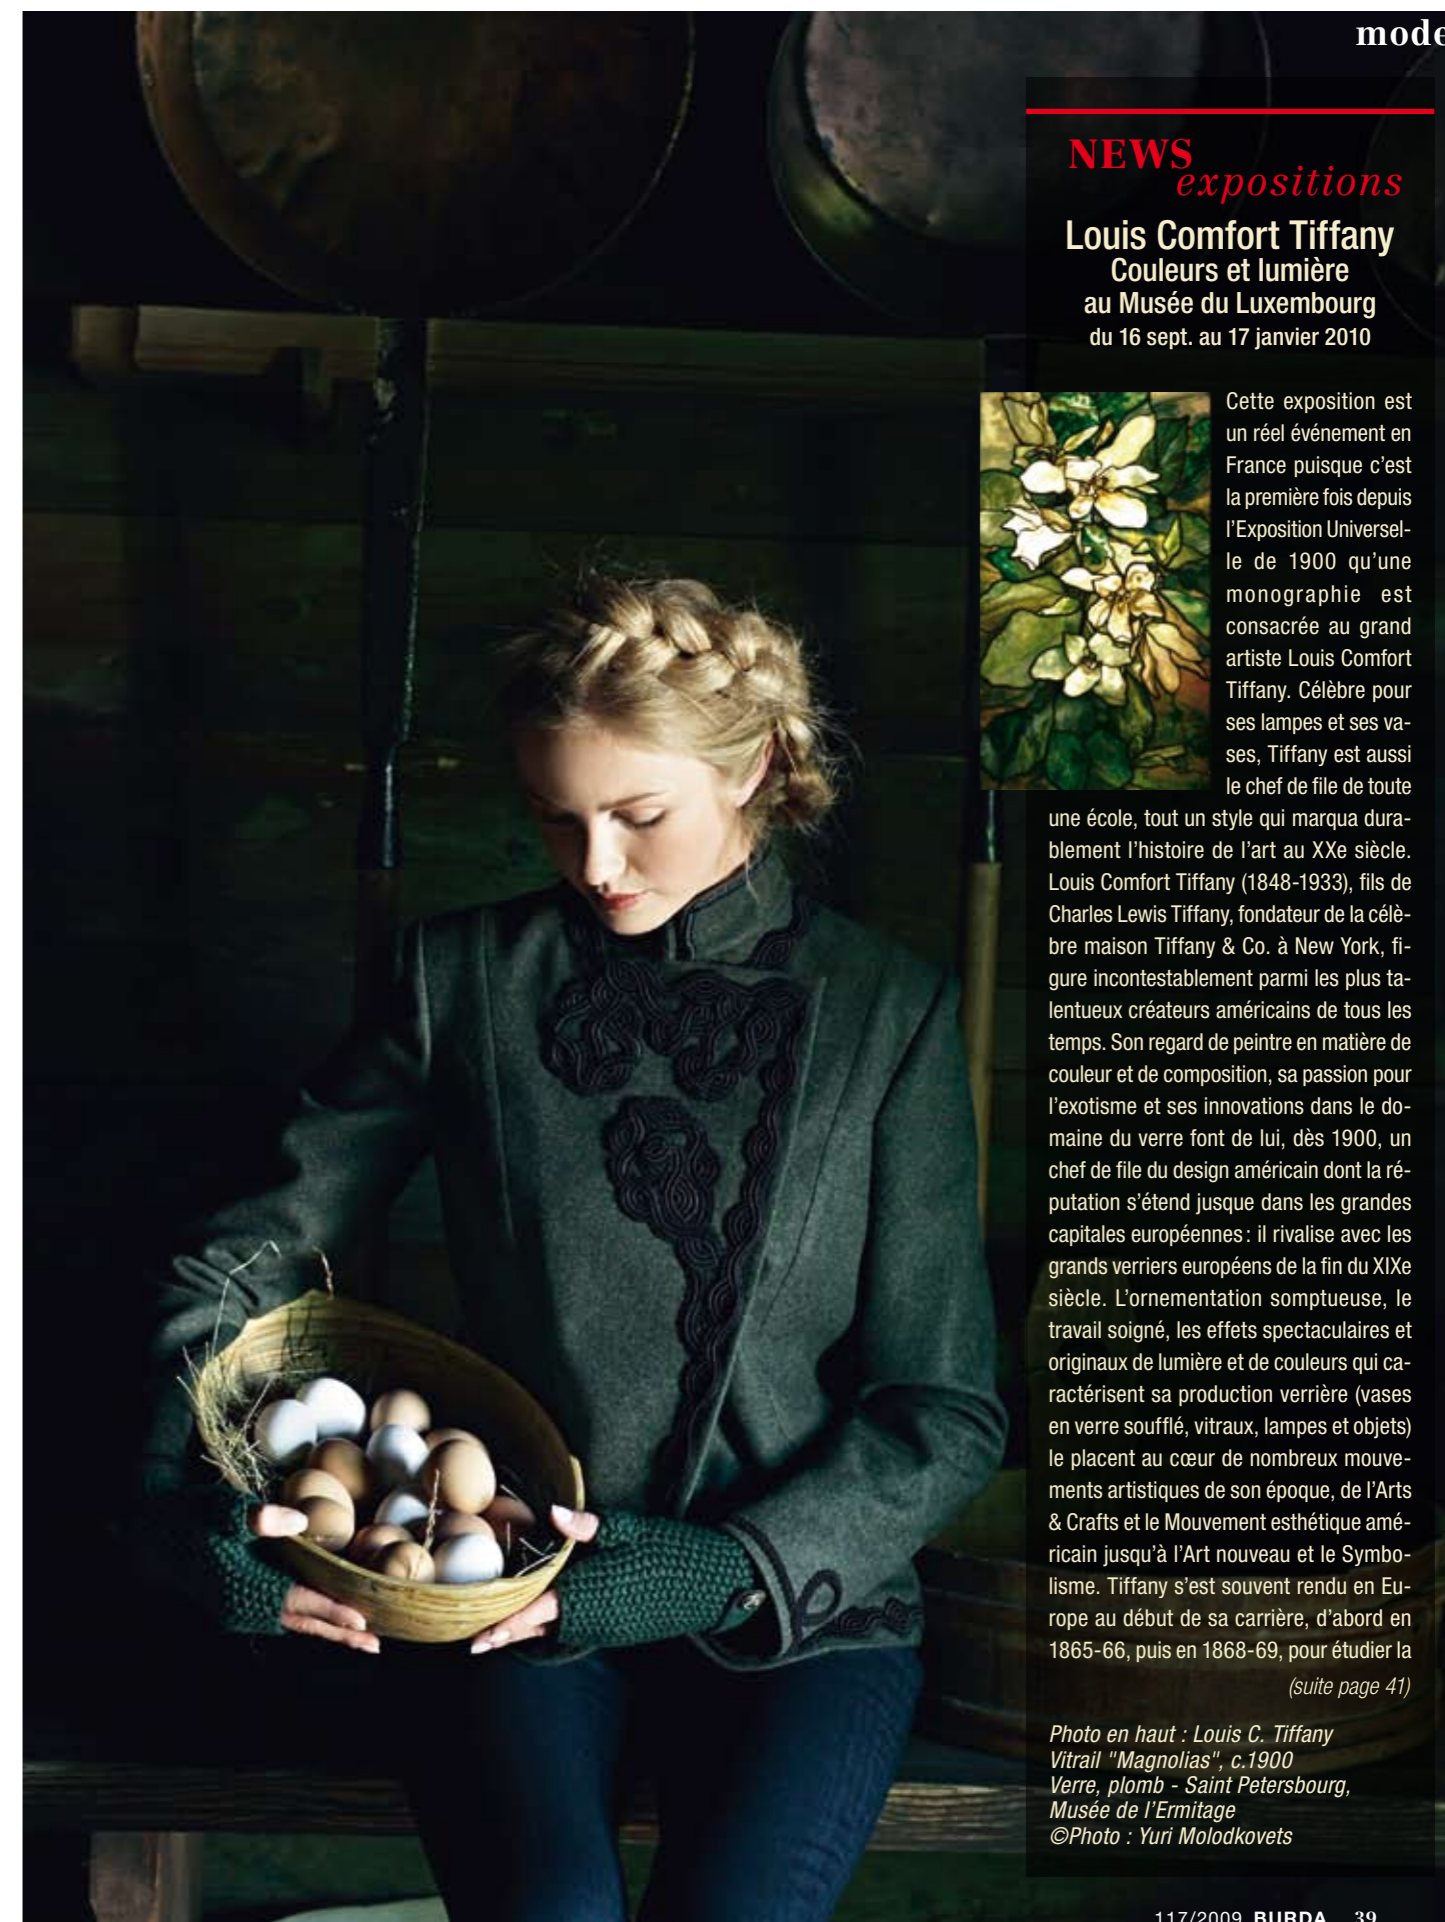 mode
NEWS
expositions
Louis Comfort Tiffany
Couleurs et lumière
au Musée du Luxembourg
du 16 sept. au 17 janvier 2010
Cette exposition est
un réel événement en
France puisque c’est
la première fois depuis
l’Exposition Universel-
le de 1900 qu’une
monographie est
consacrée au grand
artiste Louis Comfort
Tiffany. Célèbre pour
ses lampes et ses va-
ses, Tiffany est aussi
le chef de file de toute
une école, tout un style qui marqua dura-
blement l’histoire de l’art au XXe siècle.
Louis Comfort Tiffany (1848-1933), fils de
Charles Lewis Tiffany, fondateur de la célè-
bre maison Tiffany & Co. à New York, fi-
gure incontestablement parmi les plus ta-
lentueux créateurs américains de tous les
temps. Son regard de peintre en matière de
couleur et de composition, sa passion pour
l’exotisme et ses innovations dans le do-
maine du verre font de lui, dès 1900, un
chef de file du design américain dont la ré-
putation s’étend jusque dans les grandes
capitales européennes : il rivalise avec les
grands verriers européens de la fin du XIXe
siècle. L’ornementation somptueuse, le
travail soigné, les effets spectaculaires et
originaux de lumière et de couleurs qui ca-
ractérisent sa production verrière (vases
en verre soufflé, vitraux, lampes et objets)
le placent au cœur de nombreux mouve-
ments artistiques de son époque, de l’Arts
& Crafts et le Mouvement esthétique amé-
ricain jusqu’à l’Art nouveau et le Symbo-
lisme. Tiffany s’est souvent rendu en Eu-
rope au début de sa carrière, d’abord en
1865-66, puis en 1868-69, pour étudier la
(suite page 41)
Photo en haut : Louis C. Tiffany
Vitrail "Magnolias", c.1900
Verre, plomb - Saint Petersbourg,
Musée de l’Ermitage
©Photo : Yuri Molodkovets
117/2009 BURDA 39